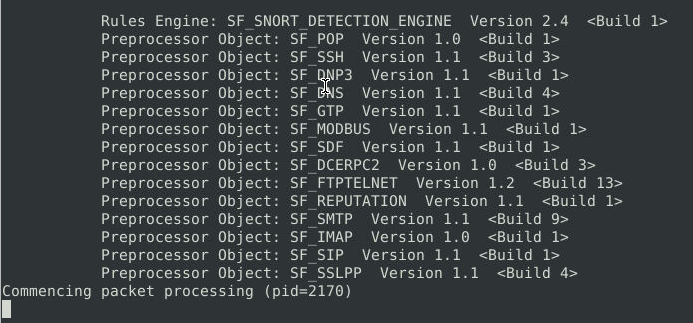 Rules Engine: SF_SNORT_DETECTION_ENGINE  Version 2.4  <Build 1>
Preprocessor Object: SF_POP  Version 1.0  <Build 1>
Preprocessor Object: SF_SSH  Version 1.1  <Build 3>
Preprocessor Object: SF_DNP3  Version 1.1  <Build 1>
Preprocessor Object: SF_DNS  Version 1.1  <Build 4>
Preprocessor Object: SF_GTP  Version 1.1  <Build 1>
Preprocessor Object: SF_MODBUS  Version 1.1  <Build 1>
Preprocessor Object: SF_SDF  Version 1.1  <Build 1>
Preprocessor Object: SF_DCERPC2  Version 1.0  <Build 3>
Preprocessor Object: SF_FTPTELNET  Version 1.2  <Build 13>
Preprocessor Object: SF_REPUTATION  Version 1.1  <Build 1>
Preprocessor Object: SF_SMTP  Version 1.1  <Build 9>
Preprocessor Object: SF_IMAP  Version 1.0  <Build 1>
Preprocessor Object: SF_SIP  Version 1.1  <Build 1>
Preprocessor Object: SF_SSLPP  Version 1.1  <Build 4>
Commencing packet processing (pid=2170)